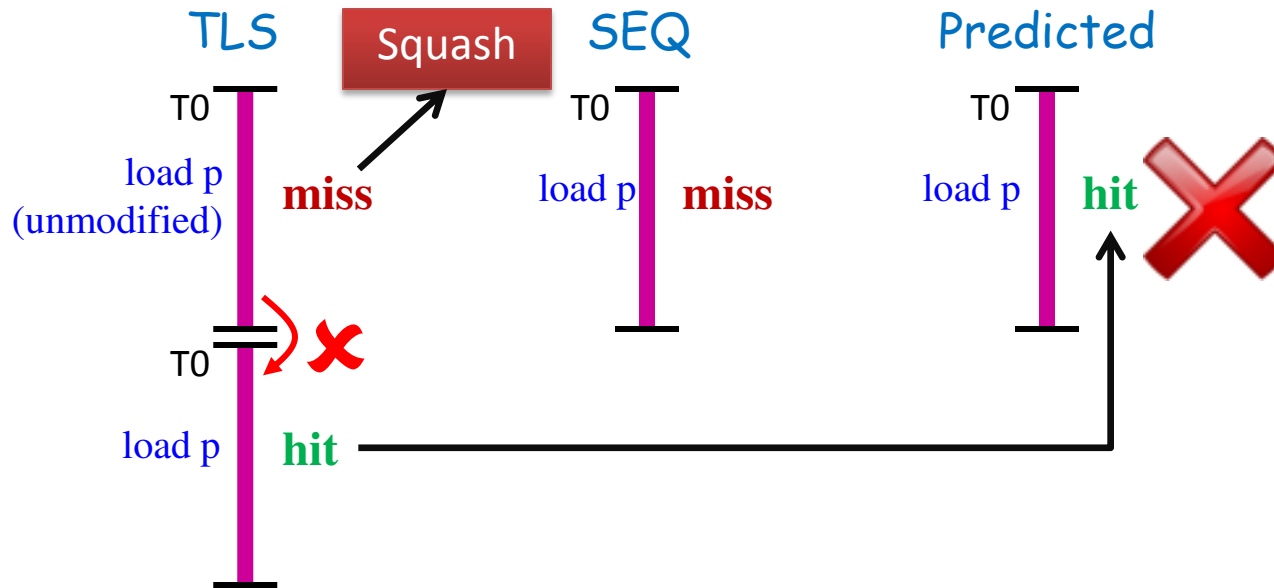 TLS
Squash
SEQ
Predicted
T0
T0
T0
load p
(unmodified)
miss
load p
miss
load p
hit
T0
load p
hit